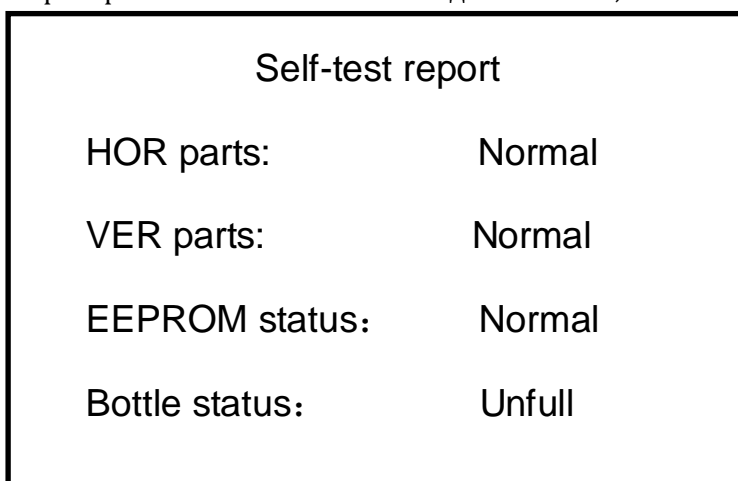 Self-test report
HOR parts: Normal
VER parts: Normal
EEPROM status： Normal
Bottle status： Unfull